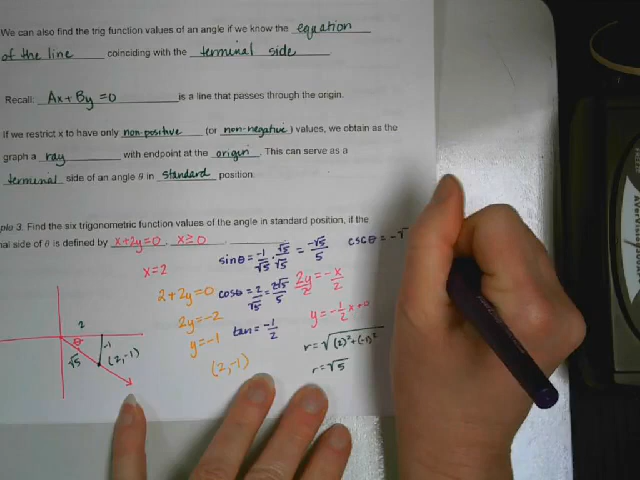 We can also find the trig function values of an angle if we know the equation
of the line coinciding with the terminal side
Recall: Ax + By = 0 is a line that passes through the origin.
If we restrict x to have only non-positive (or non-negative) values, we obtain as the
graph a ray with endpoint at the origin. This can serve as a
terminal side of an angle θ in standard position.
ple 3. Find the six trigonometric function values of the angle in standard position, if the
nal side of θ is defined by x+2y=0, x≥0.
x=2
2+2y=0
2y=-2
y=-1
(2,-1)
sinθ = -1/√5 · √5/√5 = -√5/5
cosθ = 2/√5 = 2√5/5
tan = -1/2
cscθ = -√
2y/2 = -x/2
y = -1/2 x+0
r = √(2)²+(-1)²
r = √5
2
θ
-1
√5
(2,-1)